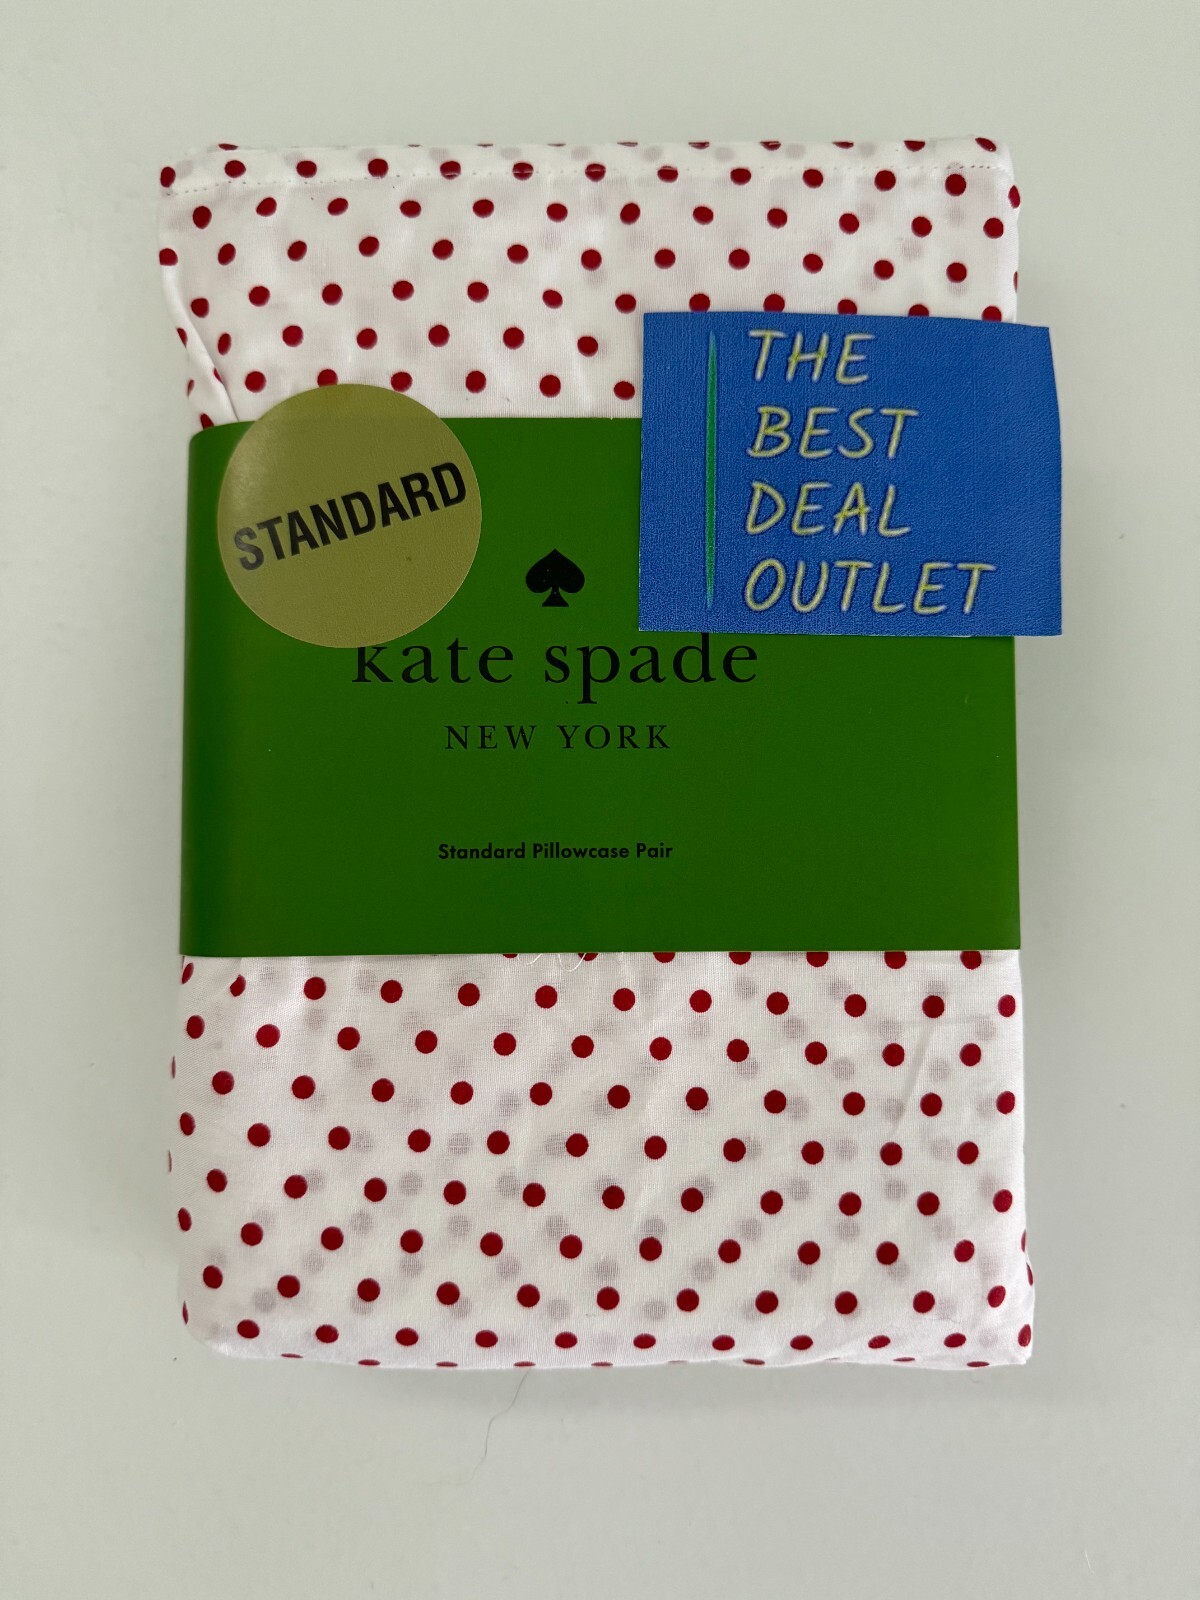 STANDARD
THE
BEST
DEAL
OUTLET
kate spade
NEW YORK
Standard Pillowcase Pair